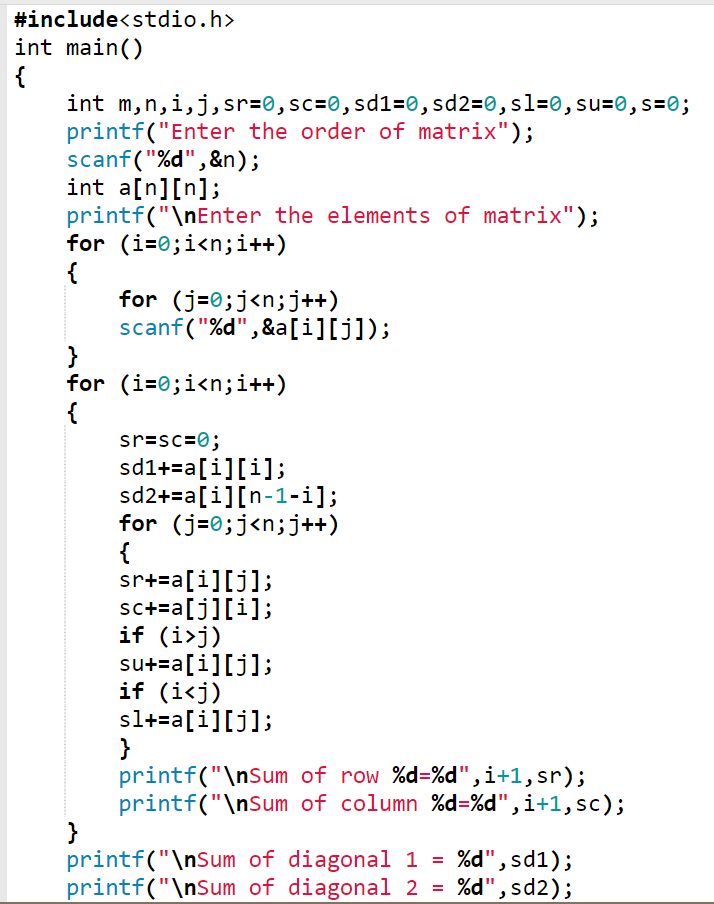 #include<stdio.h>
int main()
{
    int m,n,i,j,sr=0,sc=0,sd1=0,sd2=0,sl=0,su=0,s=0;
    printf("Enter the order of matrix");
    scanf("%d",&n);
    int a[n][n];
    printf("\nEnter the elements of matrix");
    for (i=0;i<n;i++)
    {
        for (j=0;j<n;j++)
        scanf("%d",&a[i][j]);
    }
    for (i=0;i<n;i++)
    {
        sr=sc=0;
        sd1+=a[i][i];
        sd2+=a[i][n-1-i];
        for (j=0;j<n;j++)
        {
        sr+=a[i][j];
        sc+=a[j][i];
        if (i>j)
        su+=a[i][j];
        if (i<j)
        sl+=a[i][j];
        }
        printf("\nSum of row %d=%d",i+1,sr);
        printf("\nSum of column %d=%d",i+1,sc);
    }
    printf("\nSum of diagonal 1 = %d",sd1);
    printf("\nSum of diagonal 2 = %d",sd2);